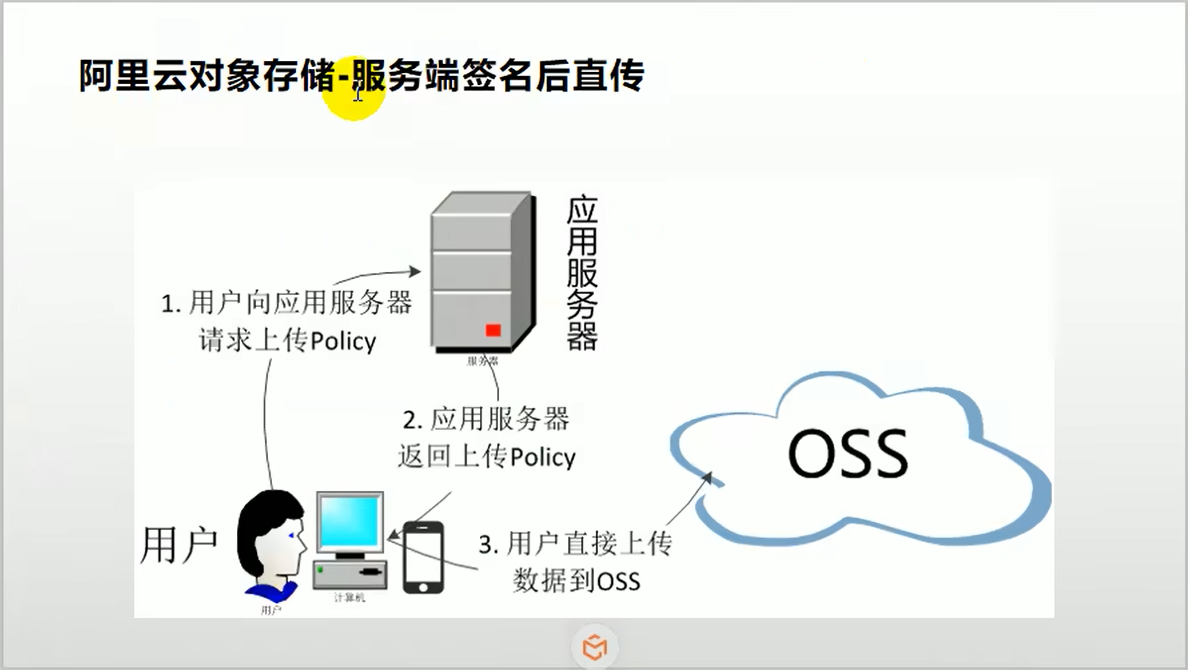 阿里云对象存储-服务端签名后直传
应用服务器
1. 用户向应用服务器
请求上传Policy
服务器
2. 应用服务器
返回上传Policy
OSS
用户
3. 用户直接上传
数据到OSS
计算机
用户